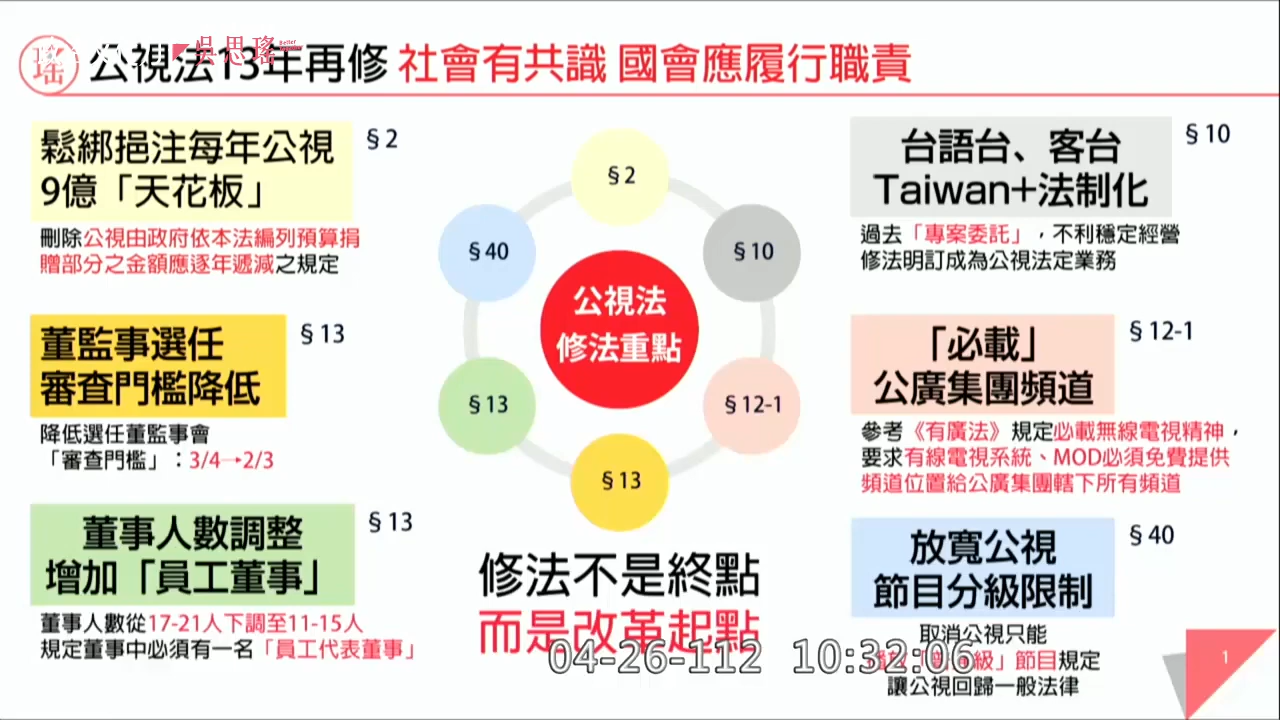 吳思瑤
瑤
公視法13年再修 社會有共識 國會應履行職責
鬆綁挹注每年公視
9億「天花板」
§2
刪除公視由政府依本法編列預算捐
贈部分之金額應逐年遞減之規定
董監事選任
審查門檻降低
§13
降低選任董監事會
「審查門檻」：3/4→2/3
董事人數調整
增加「員工董事」
§13
董事人數從17-21人下調至11-15人
規定董事中必須有一名「員工代表董事」
§2
§40
§10
公視法
修法重點
§13
§12-1
§13
修法不是終點
而是改革起點
台語台、客台
Taiwan+法制化
§10
過去「專案委託」，不利穩定經營
修法明訂成為公視法定業務
「必載」
公廣集團頻道
§12-1
參考《有廣法》規定必載無線電視精神，
要求有線電視系統、MOD必須免費提供
頻道位置給公廣集團轄下所有頻道
放寬公視
節目分級限制
§40
取消公視只能
級」節目規定
讓公視回歸一般法律
04-26-112 10:32:06
1